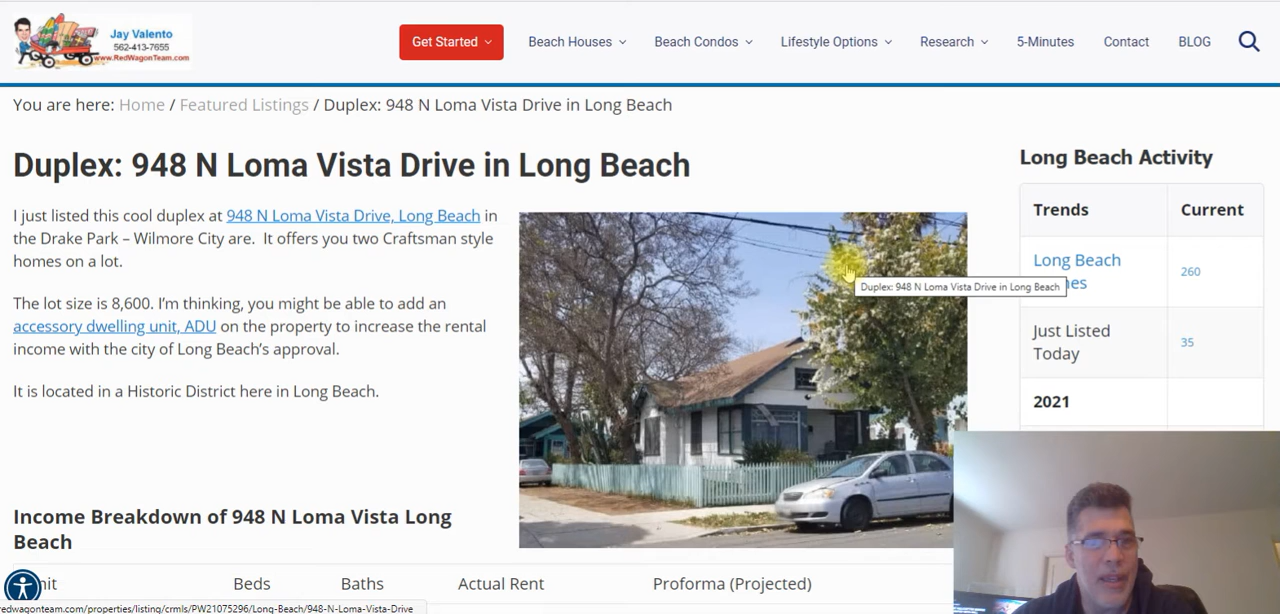 Jay Valento
562-413-7655
www.RedWagonTeam.com
Get Started
Beach Houses
Beach Condos
Lifestyle Options
Research
5-Minutes
Contact
BLOG
You are here: Home / Featured Listings / Duplex: 948 N Loma Vista Drive in Long Beach
Duplex: 948 N Loma Vista Drive in Long Beach
I just listed this cool duplex at 948 N Loma Vista Drive, Long Beach in
the Drake Park – Wilmore City are. It offers you two Craftsman style
homes on a lot.
The lot size is 8,600. I'm thinking, you might be able to add an
accessory dwelling unit, ADU on the property to increase the rental
income with the city of Long Beach's approval.
It is located in a Historic District here in Long Beach.
Duplex: 948 N Loma Vista Drive in Long Beach
Long Beach Activity
Trends Current
Long Beach 260
Just Listed
Today 35
2021
Income Breakdown of 948 N Loma Vista Long
Beach
Beds Baths Actual Rent Proforma (Projected)
redwagonteam.com/properties/listing/crmls/PW21075296/Long-Beach/948-N-Loma-Vista-Drive